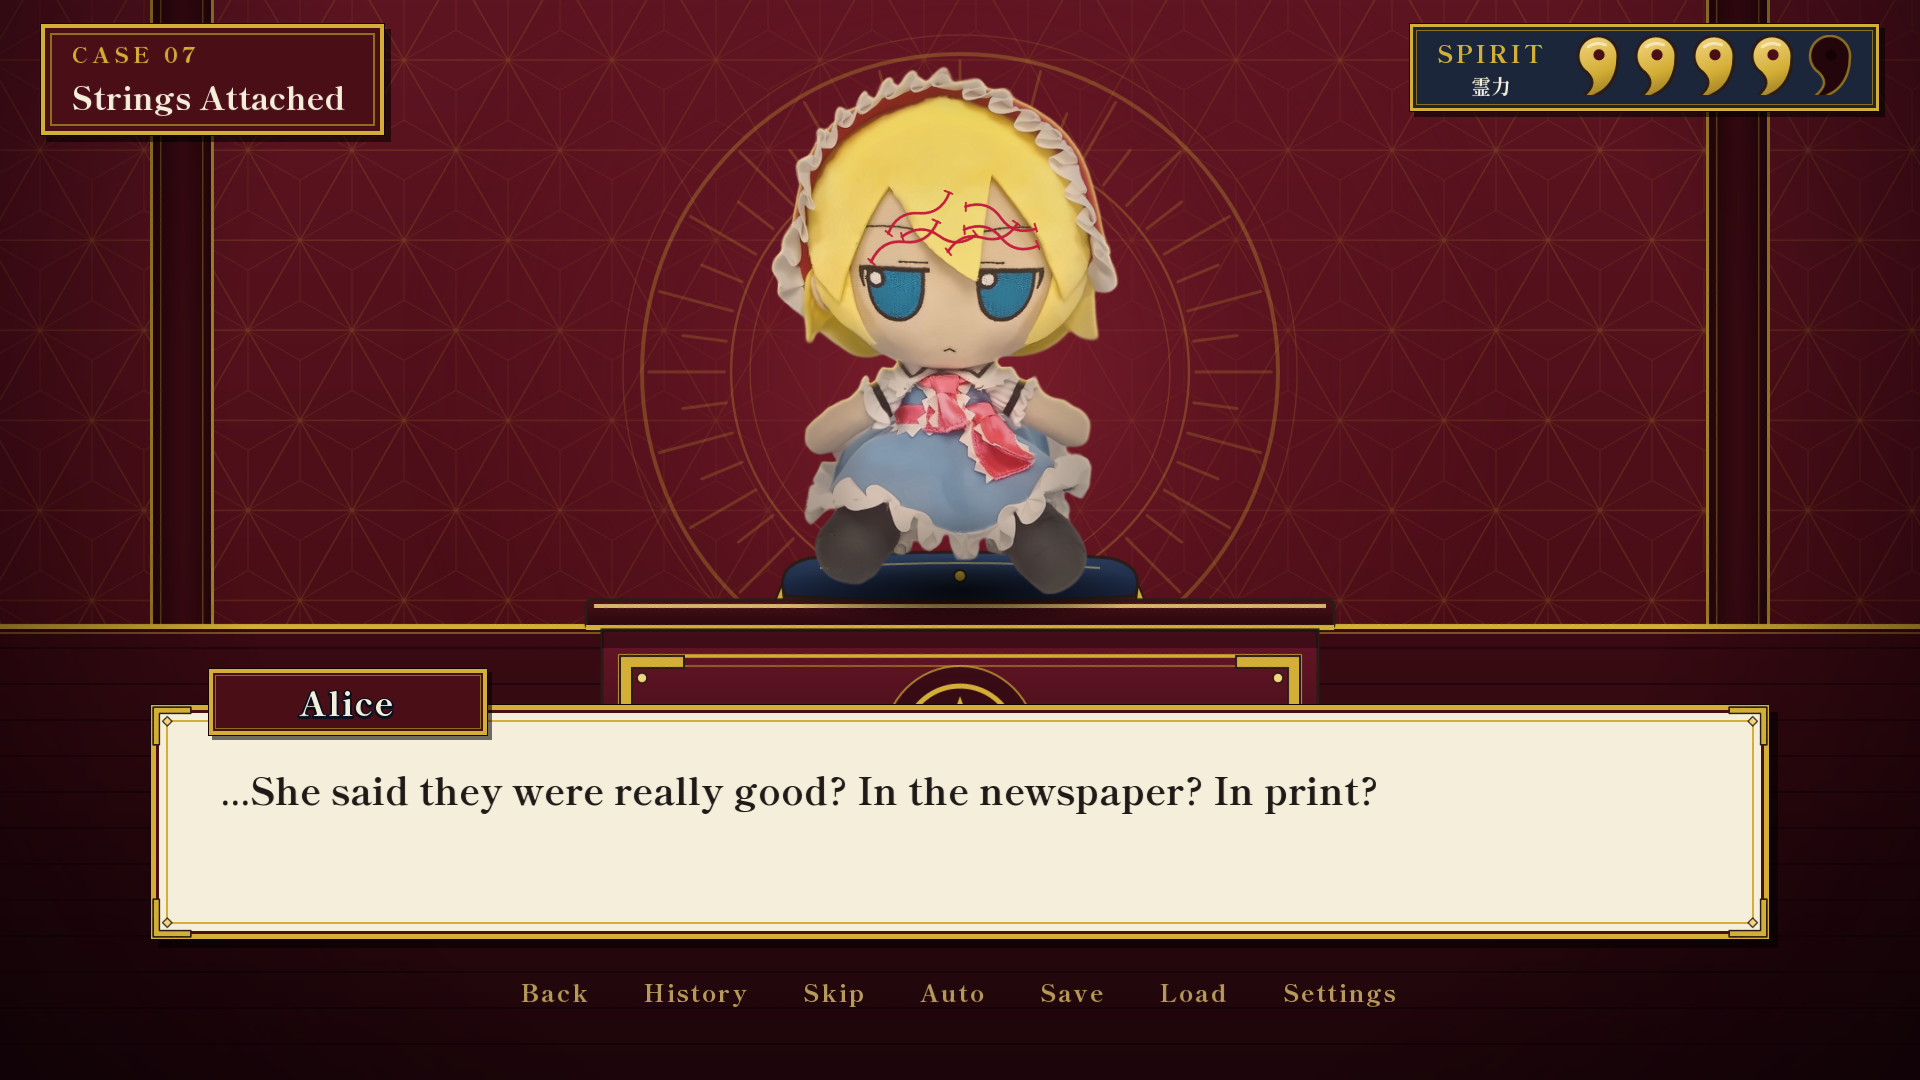 CASE 07
Strings Attached
SPIRIT
霊力
Alice
...She said they were really good? In the newspaper? In print?
Back
History
Skip
Auto
Save
Load
Settings